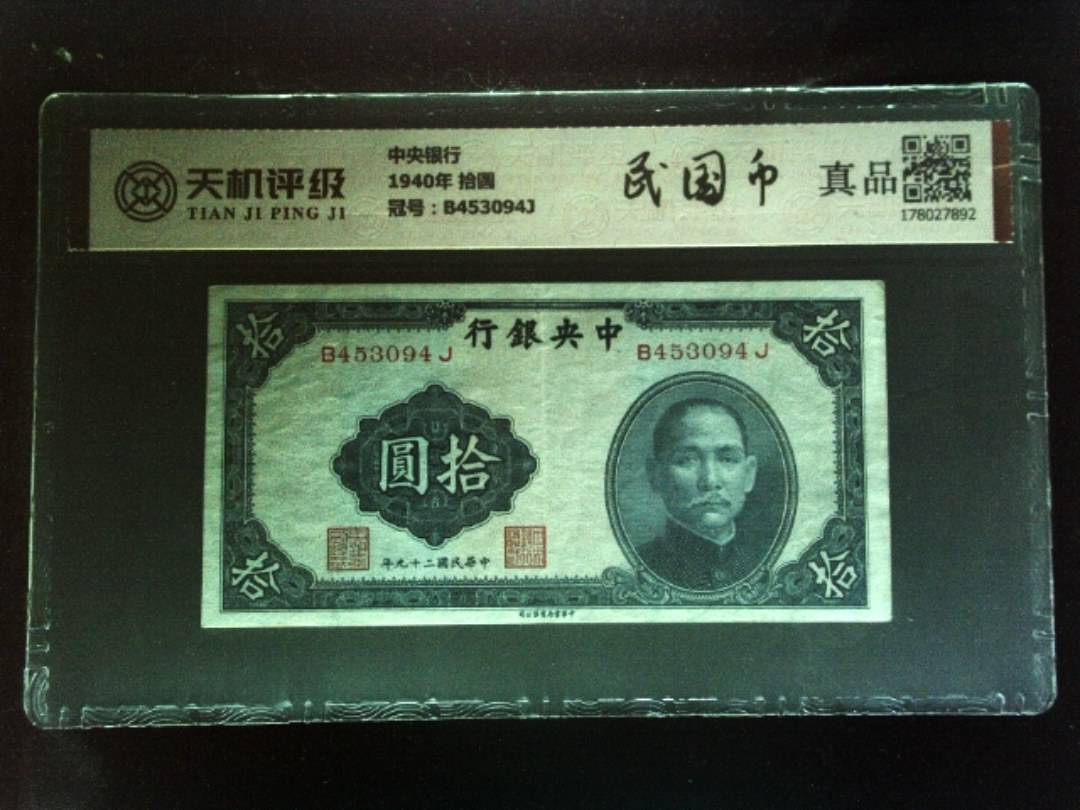 天机评级
TIAN JI PING JI
中央银行
1940年 拾圆
冠号：B453094J
民国币
真品
178027892
行銀央中
B453094J
B453094J
拾
拾
圓拾
年九十二國民華中
拾
拾